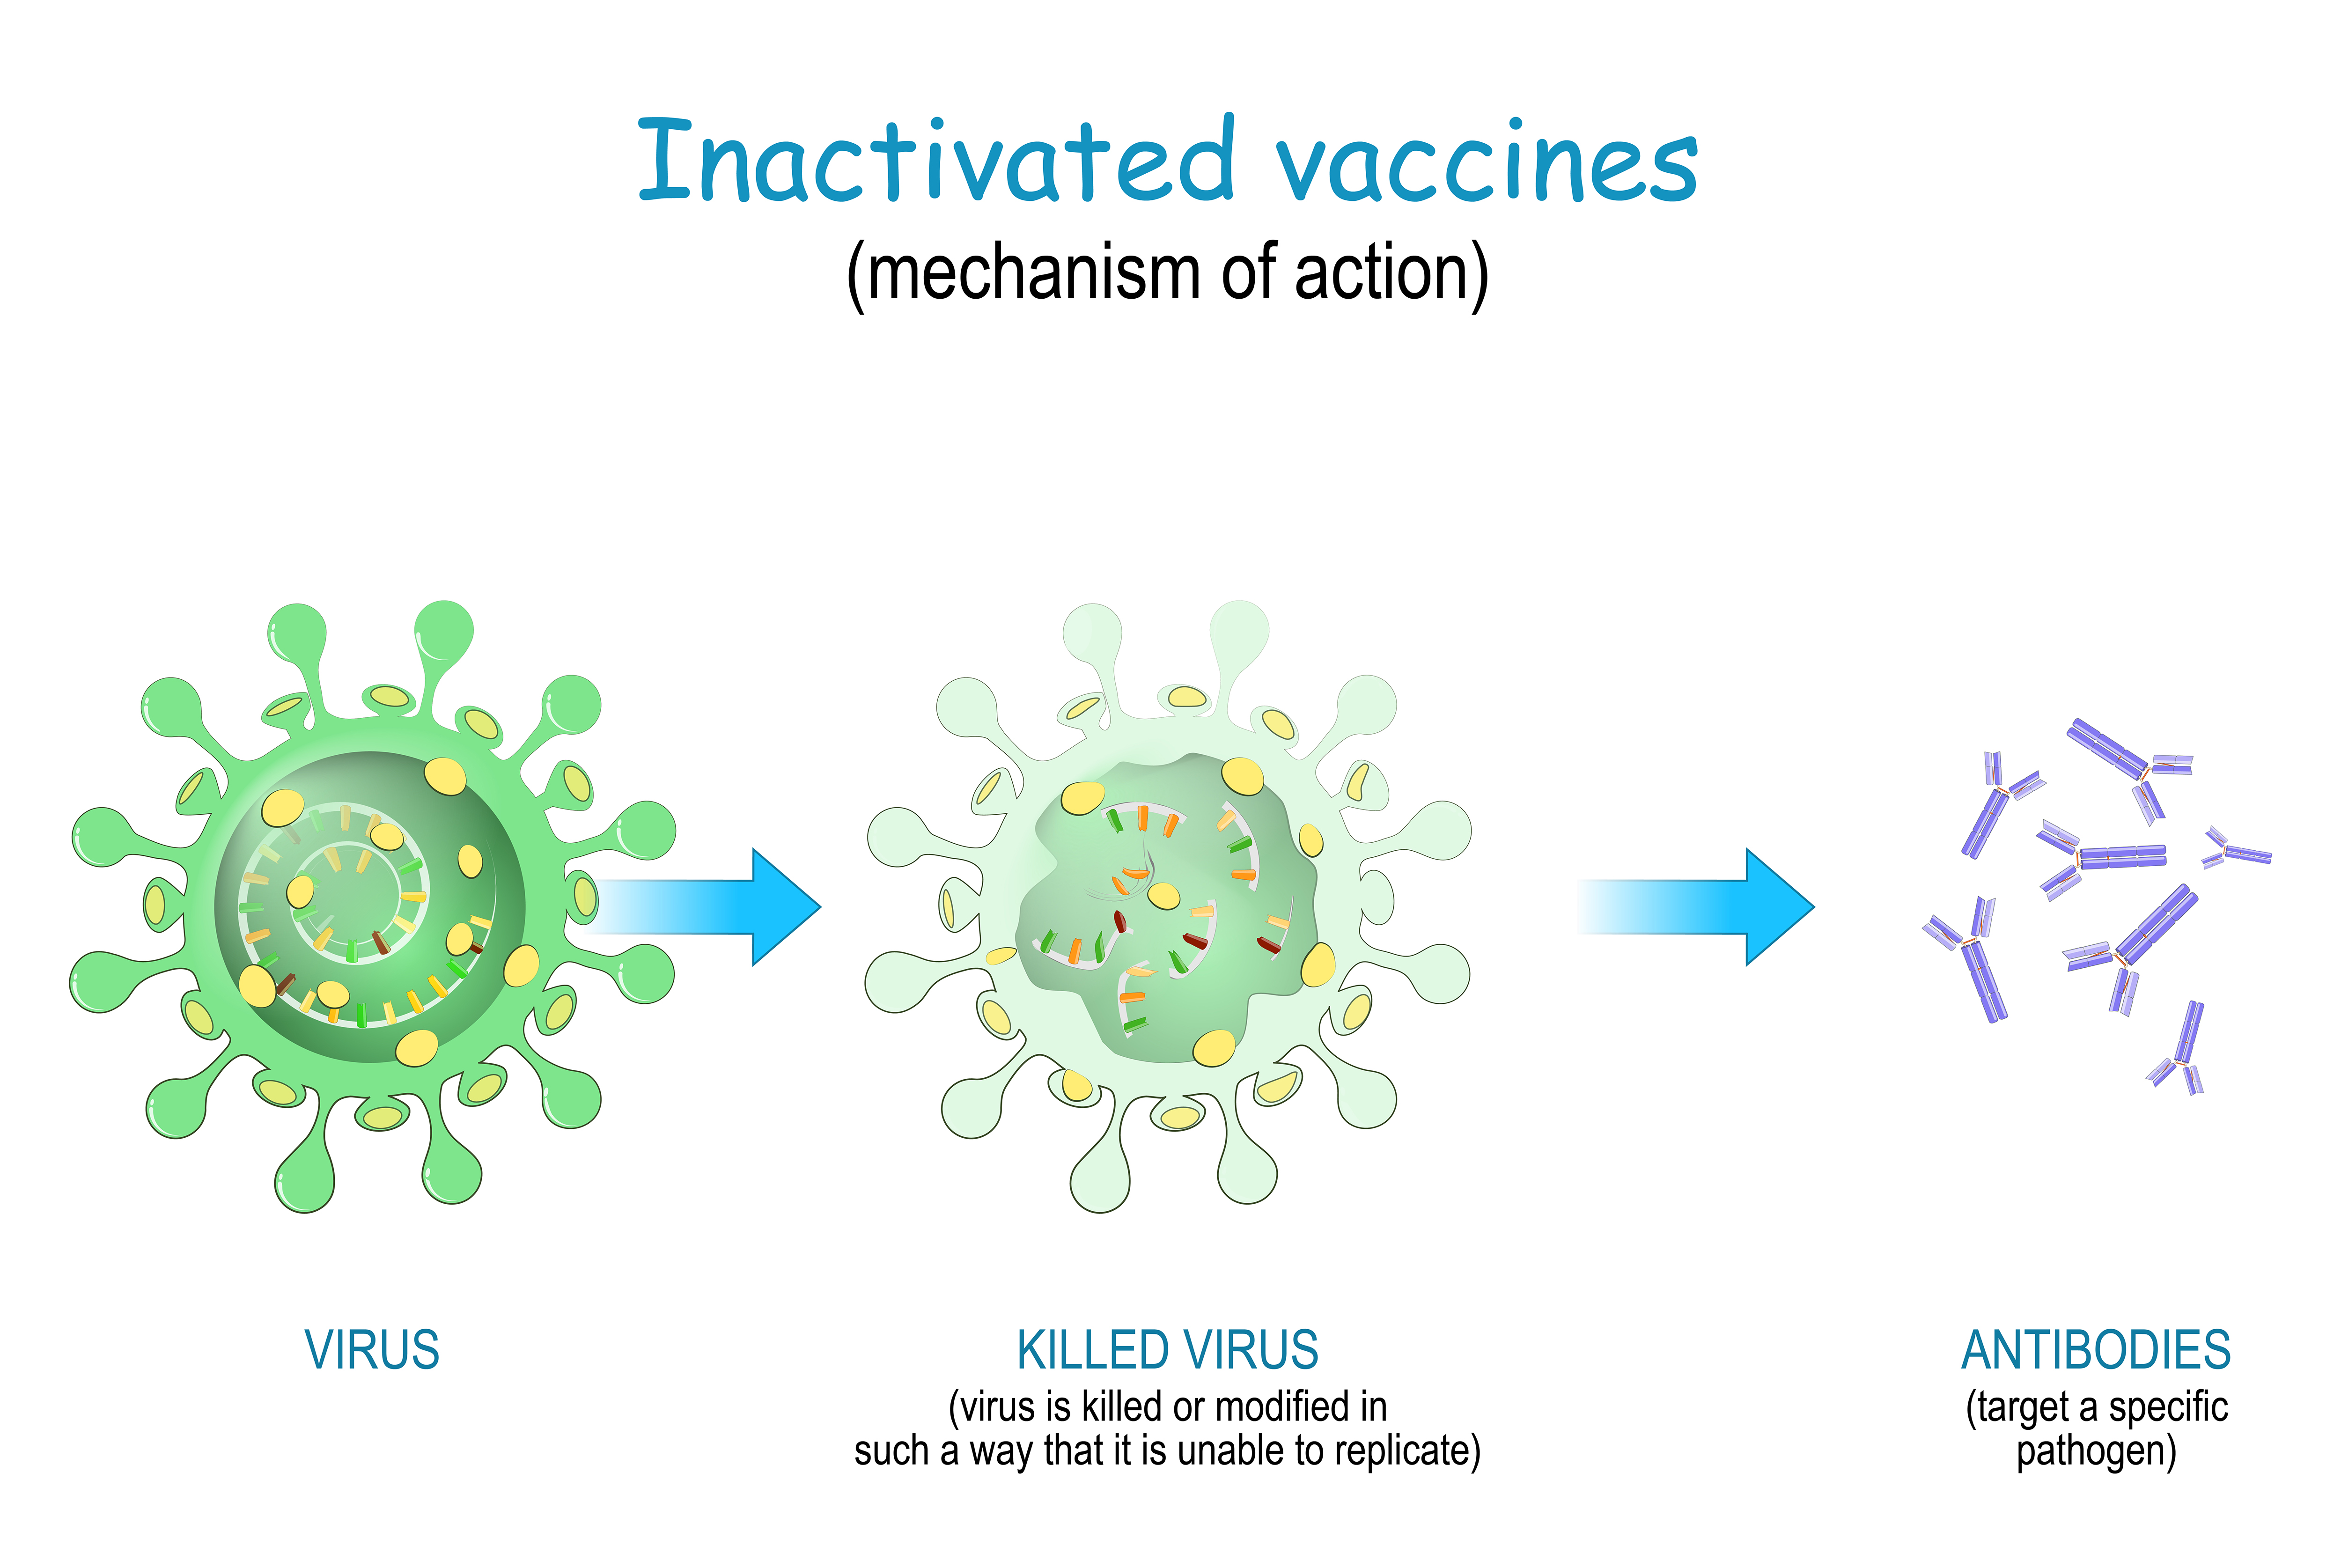 Inactivated vaccines
(mechanism of action)
VIRUS
KILLED VIRUS
(virus is killed or modified in
such a way that it is unable to replicate)
ANTIBODIES
(target a specific
pathogen)